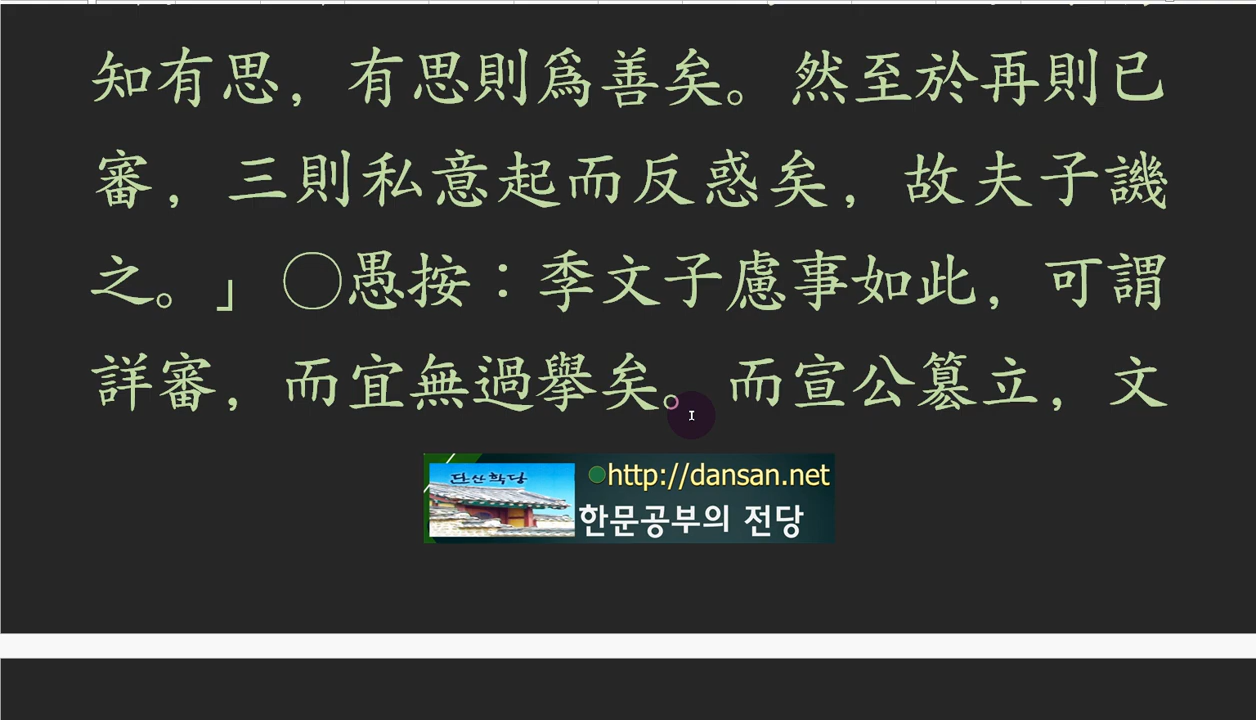 知有思，有思則爲善矣。然至於再則已
審，三則私意起而反惑矣，故夫子譏
之。」◯愚按：季文子慮事如此，可謂
詳審，而宜無過擧矣。而宣公簒立，文
단산학당
http://dansan.net
한문공부의 전당